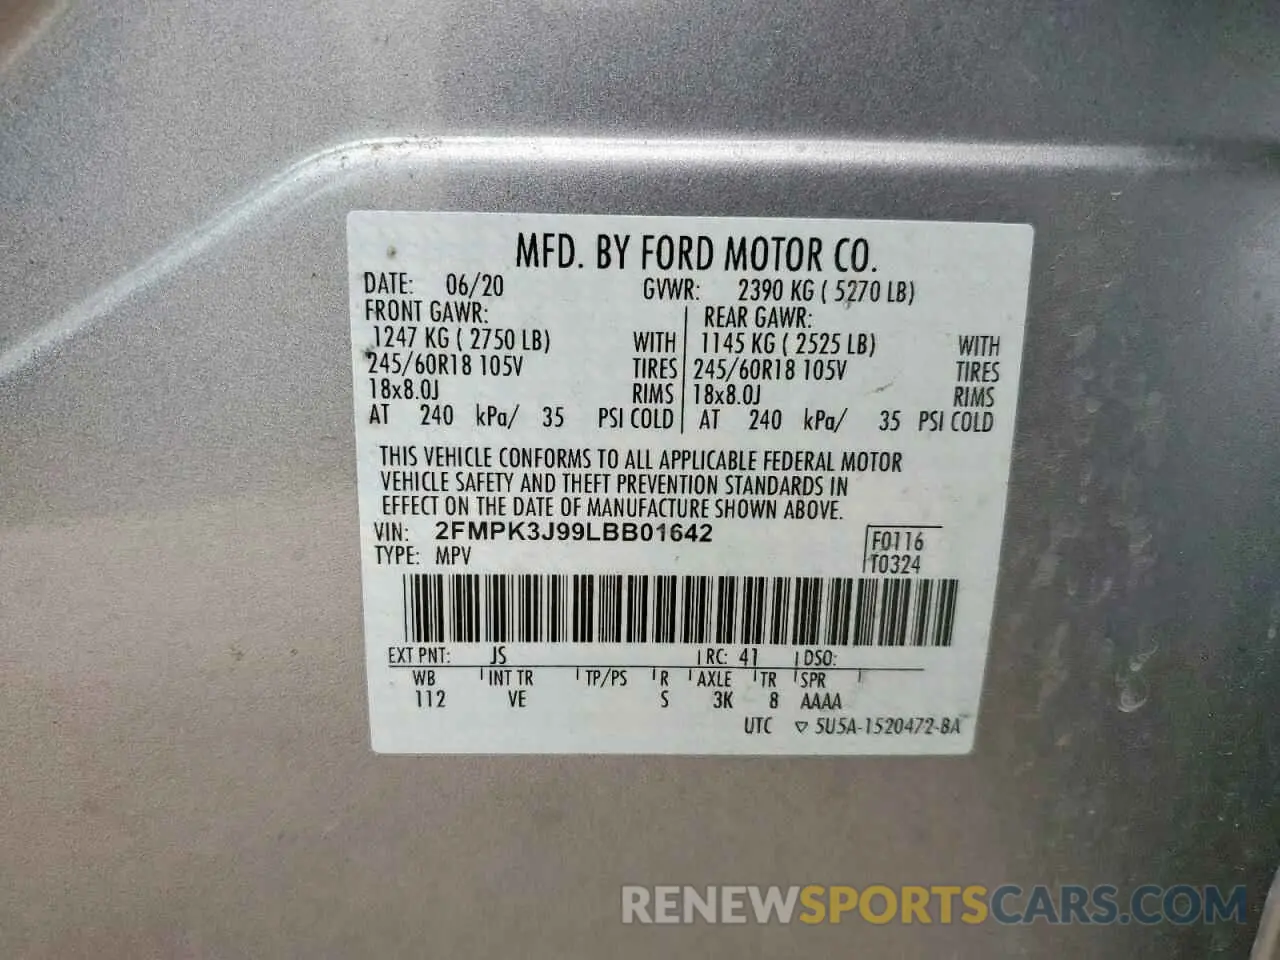 MFD. BY FORD MOTOR CO.
DATE: 06/20 GVWR: 2390 KG ( 5270 LB)
FRONT GAWR: REAR GAWR:
1247 KG ( 2750 LB) WITH 1145 KG ( 2525 LB) WITH
245/60R18 105V TIRES 245/60R18 105V TIRES
18x8.0J RIMS 18x8.0J RIMS
AT 240 kPa/ 35 PSI COLD AT 240 kPa/ 35 PSI COLD
THIS VEHICLE CONFORMS TO ALL APPLICABLE FEDERAL MOTOR
VEHICLE SAFETY AND THEFT PREVENTION STANDARDS IN
EFFECT ON THE DATE OF MANUFACTURE SHOWN ABOVE.
VIN: 2FMPK3J99LBB01642
TYPE: MPV
F0116
T0324
EXT PNT: JS RC: 41 DSO:
WB INT TR TP/PS R AXLE TR SPR
112 VE S 3K 8 AAAA
UTC ▽ 5U5A-1520472-BA
RENEWSPORTSCARS.COM